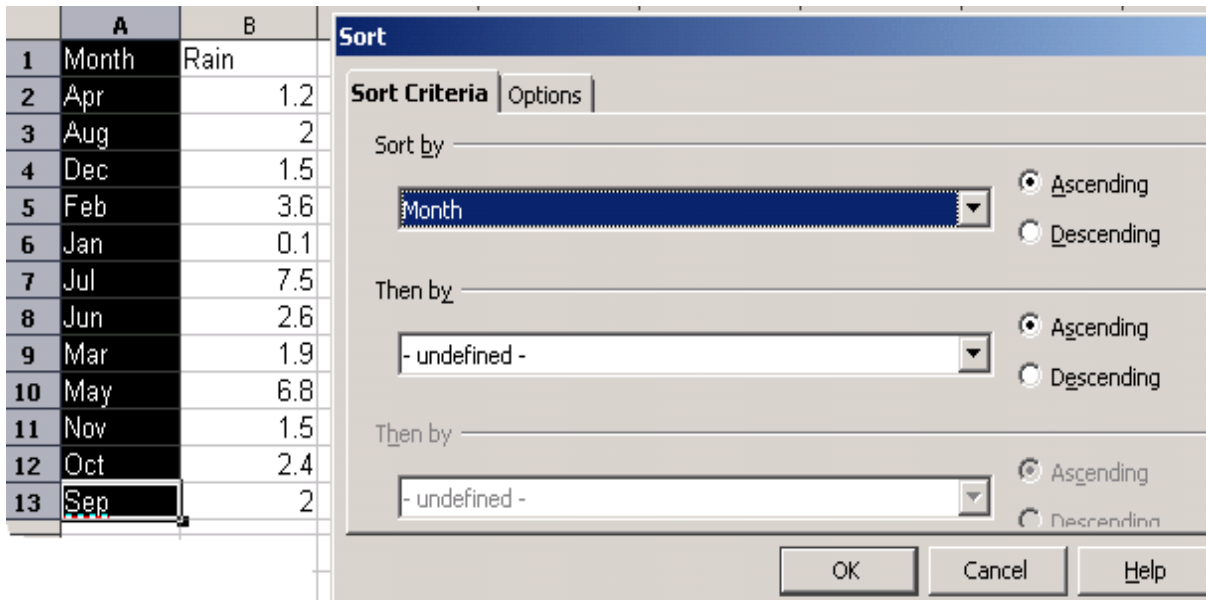 A B
1 Month Rain
2 Apr 1.2
3 Aug 2
4 Dec 1.5
5 Feb 3.6
6 Jan 0.1
7 Jul 7.5
8 Jun 2.6
9 Mar 1.9
10 May 6.8
11 Nov 1.5
12 Oct 2.4
13 Sep 2
Sort
Sort Criteria Options
Sort by
Month
Ascending
Descending
Then by
- undefined -
Ascending
Descending
Then by
- undefined -
Ascending
Descending
OK Cancel Help